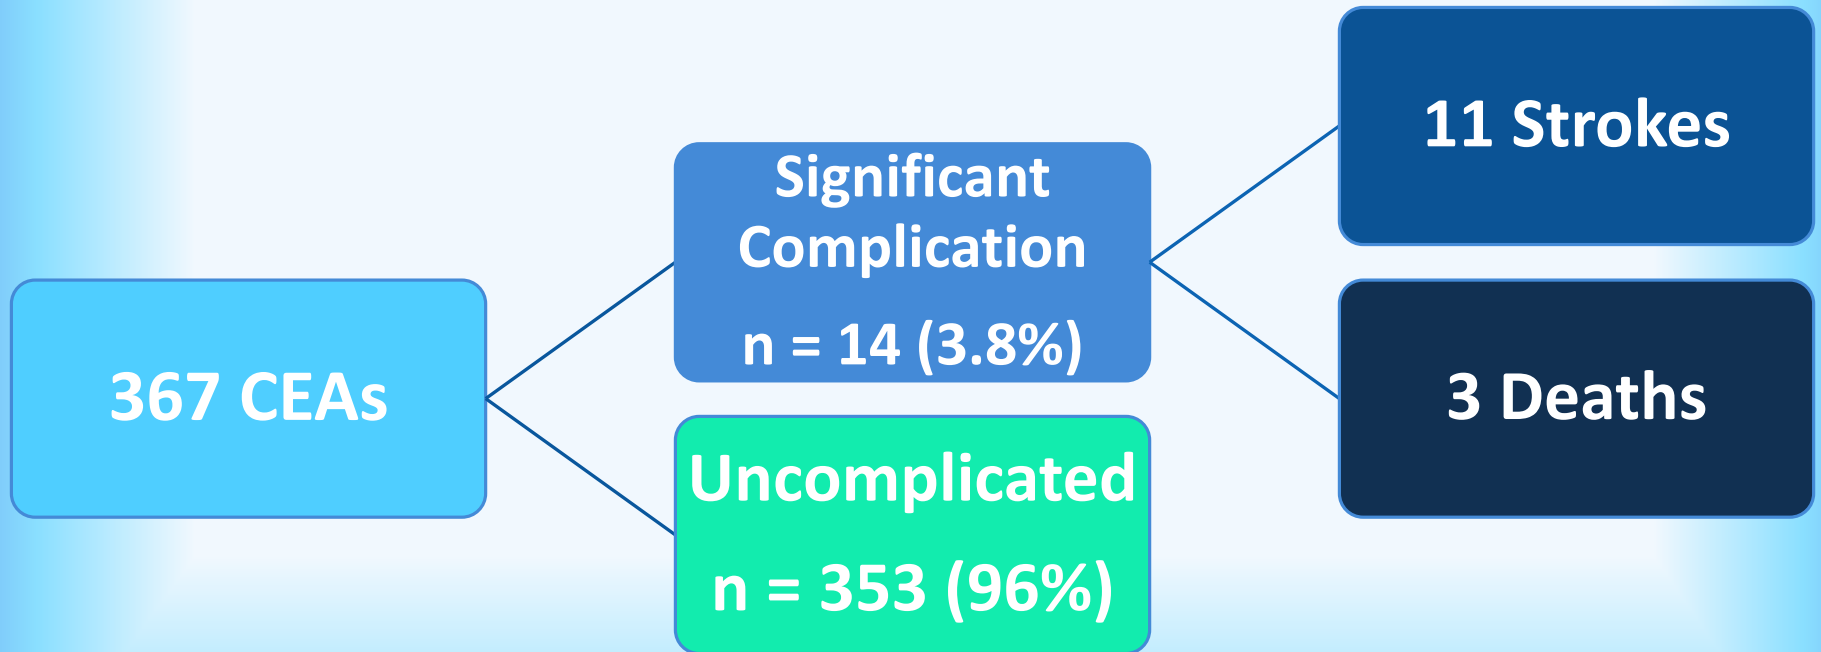 367 CEAs
Significant
Complication
n = 14 (3.8%)
Uncomplicated
n = 353 (96%)
11 Strokes
3 Deaths